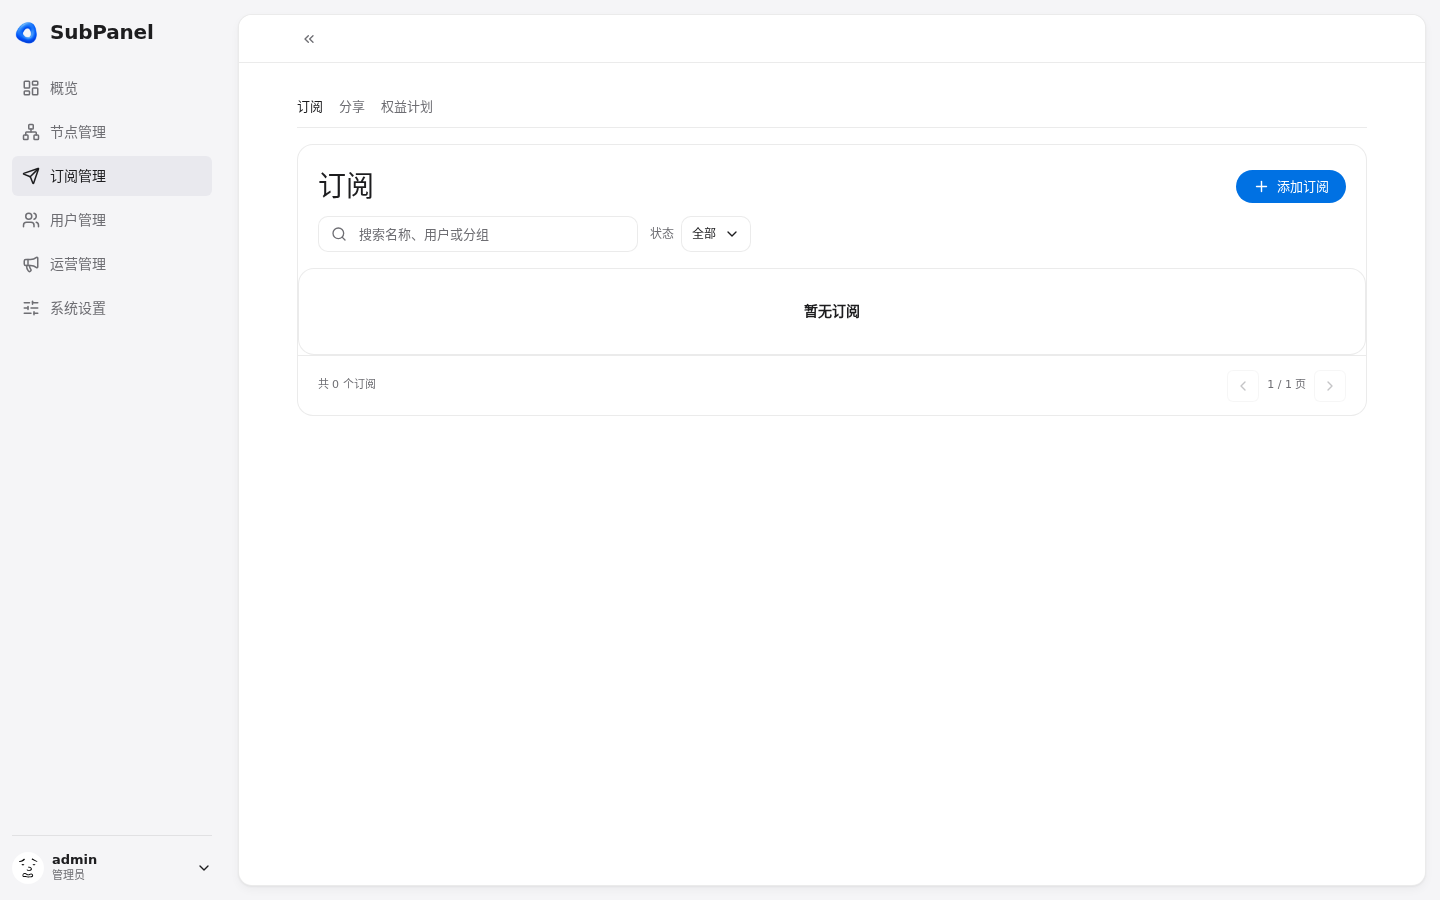 SubPanel
概览
节点管理
订阅管理
用户管理
运营管理
系统设置
admin
管理员
订阅 分享 权益计划
订阅
添加订阅
搜索名称、用户或分组
状态 全部
暂无订阅
共 0 个订阅
1 / 1 页